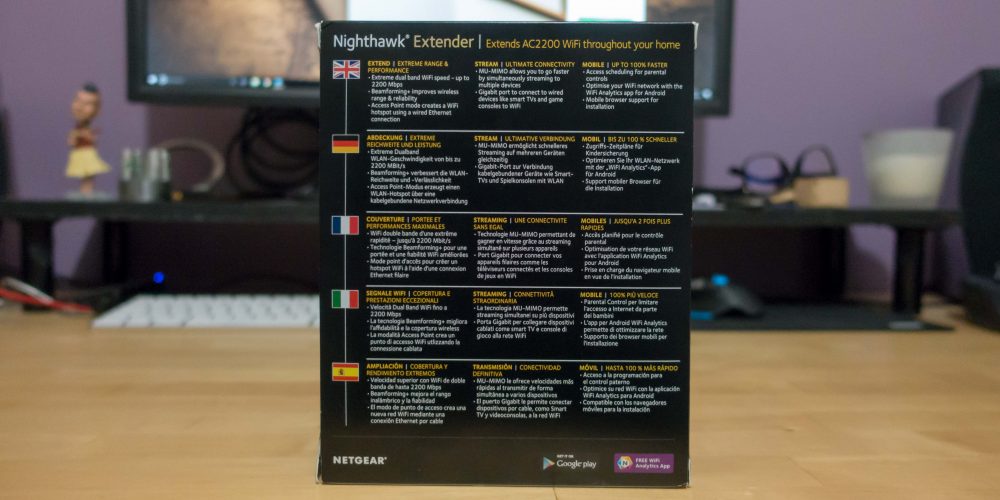 Nighthawk® Extender | Extends AC2200 WiFi throughout your home
EXTEND | EXTREME RANGE &
PERFORMANCE
• Extreme dual band WiFi speed – up to
2200 Mbps
• Beamforming+ improves wireless
range & reliability
• Access Point mode creates a WiFi
hotspot using a wired Ethernet
connection
STREAM | ULTIMATE CONNECTIVITY
• MU-MIMO allows you to go faster
by simultaneously streaming to
multiple devices
• Gigabit port to connect to wired
devices like smart TVs and game
consoles to WiFi
MOBILE | UP TO 100% FASTER
• Access scheduling for parental
controls
• Optimise your WiFi network with the
WiFi Analytics app for Android
• Mobile browser support for
installation
ABDECKUNG | EXTREME
REICHWEITE UND LEISTUNG
• Extreme Dualband
WLAN-Geschwindigkeit von bis zu
2200 MBit/s
• Beamforming+ verbessert die WLAN-
Reichweite und -Verlässlichkeit
• Access Point-Modus erzeugt einen
WLAN-Hotspot über eine
kabelgebundene Netzwerkverbindung
STREAM | ULTIMATIVE VERBINDUNG
• MU-MIMO ermöglicht schnelleres
Streaming auf mehreren Geräten
gleichzeitig
• Gigabit-Port zur Verbindung
kabelgebundener Geräte wie Smart-
TVs und Spielkonsolen mit WLAN
MOBIL | BIS ZU 100 % SCHNELLER
• Zugriffs-Zeitpläne für
Kindersicherung
• Optimieren Sie Ihr WLAN-Netzwerk
mit der „WiFi Analytics"-App
für Android
• Support mobiler Browser für
die Installation
COUVERTURE | PORTEE ET
PERFORMANCES MAXIMALES
• WiFi double bande d'une extrême
rapidité – jusqu'à 2200 Mbit/s
• Technologie Beamforming+ pour une
portée et une fiabilité WiFi améliorées
• Mode point d'accès pour créer un
hotspot WiFi à l'aide d'une connexion
Ethernet filaire
STREAMING | UNE CONNECTIVITE
SANS EGAL
• Technologie MU-MIMO permettant de
gagner en vitesse grâce au streaming
simultané sur plusieurs appareils
• Port Gigabit pour connecter vos
appareils filaires comme les
téléviseurs connectés et les consoles
de jeux en WiFi
MOBILES | JUSQU'A 2 FOIS PLUS
RAPIDES
• Accès planifié pour le contrôle
parental
• Optimisation de votre réseau WiFi
avec l'application WiFi Analytics
pour Android
• Prise en charge du navigateur mobile
en vue de l'installation
SEGNALE WIFI | COPERTURA E
PRESTAZIONI ECCEZIONALI
• Velocità Dual Band WiFi fino a
2200 Mbps
• La tecnologia Beamforming+ migliora
l'affidabilità e la copertura wireless
• La modalità Access Point crea un
punto di accesso WiFi utilizzando la
connessione cablata
STREAMING | CONNETTIVITÀ
STRAORDINARIA
• La tecnologia MU-MIMO permette
streaming simultanei su più dispositivi
• Porta Gigabit per collegare dispositivi
cablati come smart TV e console di
gioco alla rete WiFi
MOBILE | 100% PIÙ VELOCE
• Parental Control per limitare
l'accesso a Internet da parte
dei bambini
• L'app per Android WiFi Analytics
permette di ottimizzare la rete
• Supporto dei browser mobili per
l'installazione
AMPLIACIÓN | COBERTURA Y
RENDIMIENTO EXTREMOS
• Velocidad superior con WiFi de doble
banda de hasta 2200 Mbps
• Beamforming+ mejora el rango
inalámbrico y la fiabilidad
• El modo de punto de acceso crea una
nueva red WiFi mediante una
conexión Ethernet por cable
TRANSMISIÓN | CONECTIVIDAD
DEFINITIVA
• MU-MIMO le ofrece velocidades más
rápidas al transmitir de forma
simultánea a varios dispositivos
• El puerto Gigabit le permite conectar
dispositivos por cable, como Smart
TV y videoconsolas, a la red WiFi
MÓVIL | HASTA 100 % MÁS RÁPIDO
• Acceso a la programación para
el control paterno
• Optimice su red WiFi con la aplicación
WiFi Analytics para Android
• Compatible con los navegadores
móviles para la instalación
NETGEAR®
GET IT ON
Google play
FREE WiFi
Analytics App